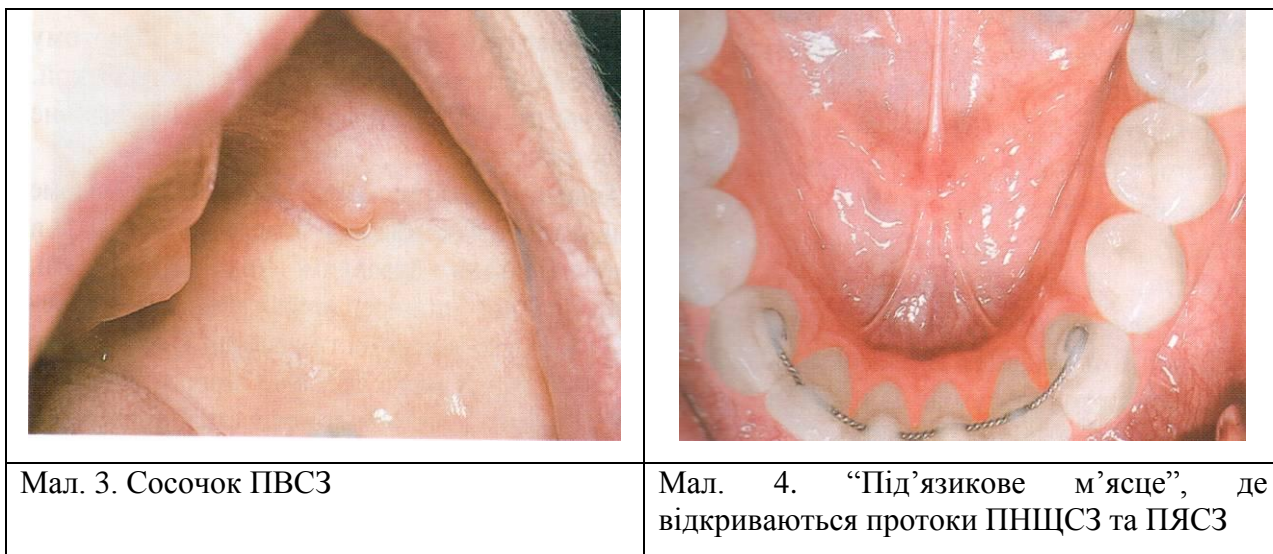 Мал. 3. Сосочок ПВСЗ
Мал. 4. “Під’язикове м’ясце”, де
відкриваються протоки ПНЩСЗ та ПЯСЗ